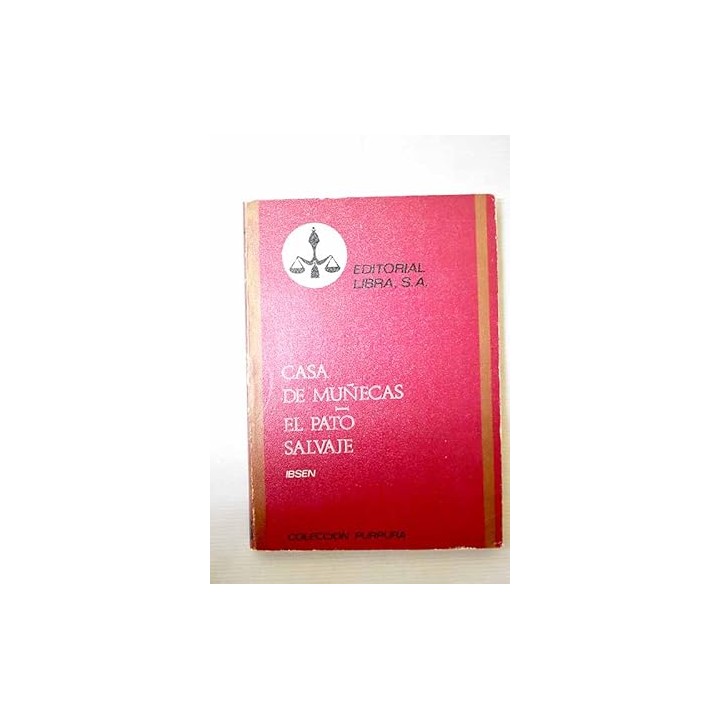 EDITORIAL
LIBRA, S.A.
CASA
DE MUÑECAS
EL PATO
SALVAJE
IBSEN
COLECCION PURPURA